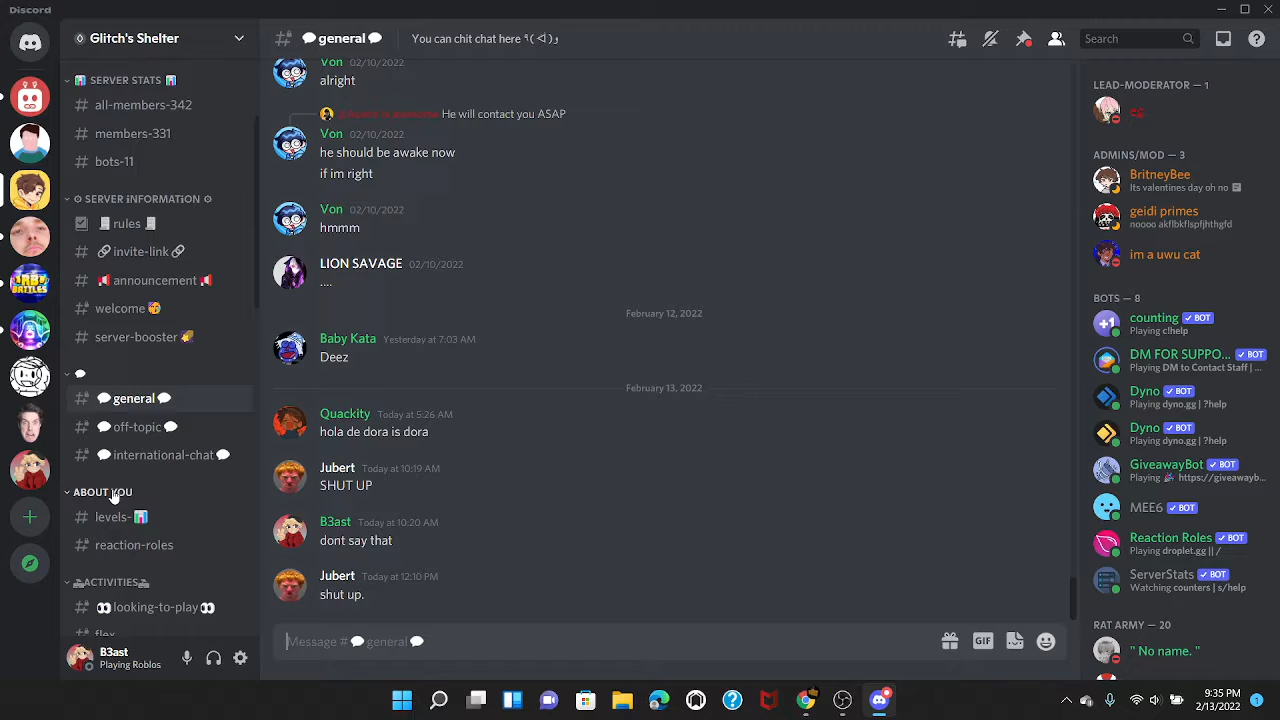 Discord
Glitch's Shelter
SERVER STATS
all-members-342
members-331
bots-11
SERVER iNFORMATiON
rules
invite-link
announcement
welcome
server-booster
general
off-topic
international-chat
ABOUT YOU
levels-
reaction-roles
ACTIVITIES
looking-to-play
flex
B3ast
Playing Roblox
general
You can chit chat here
Search
Von 02/10/2022
alright
He will contact you ASAP
Von 02/10/2022
he should be awake now
if im right
Von 02/10/2022
hmmm
LION SAVAGE 02/10/2022
....
February 12, 2022
Baby Kata Yesterday at 7:03 AM
Deez
February 13, 2022
Quackity Today at 5:26 AM
hola de dora is dora
Jubert Today at 10:19 AM
SHUT UP
B3ast Today at 10:20 AM
dont say that
Jubert Today at 12:10 PM
shut up.
Message # general
GIF
LEAD-MODERATOR — 1
ADMINS/MOD — 3
BritneyBee
Its valentines day oh no
geidi primes
noooo akflbkflspfjhthgfd
im a uwu cat
BOTS — 8
counting BOT
Playing c!help
DM FOR SUPPO... BOT
Playing DM to Contact Staff | ...
Dyno BOT
Playing dyno.gg | ?help
Dyno BOT
Playing dyno.gg | ?help
GiveawayBot BOT
Playing https://giveawayb...
MEE6 BOT
Reaction Roles BOT
Playing droplet.gg || /
ServerStats BOT
Watching counters | s/help
RAT ARMY — 20
" No name. "
9:35 PM
2/13/2022
1